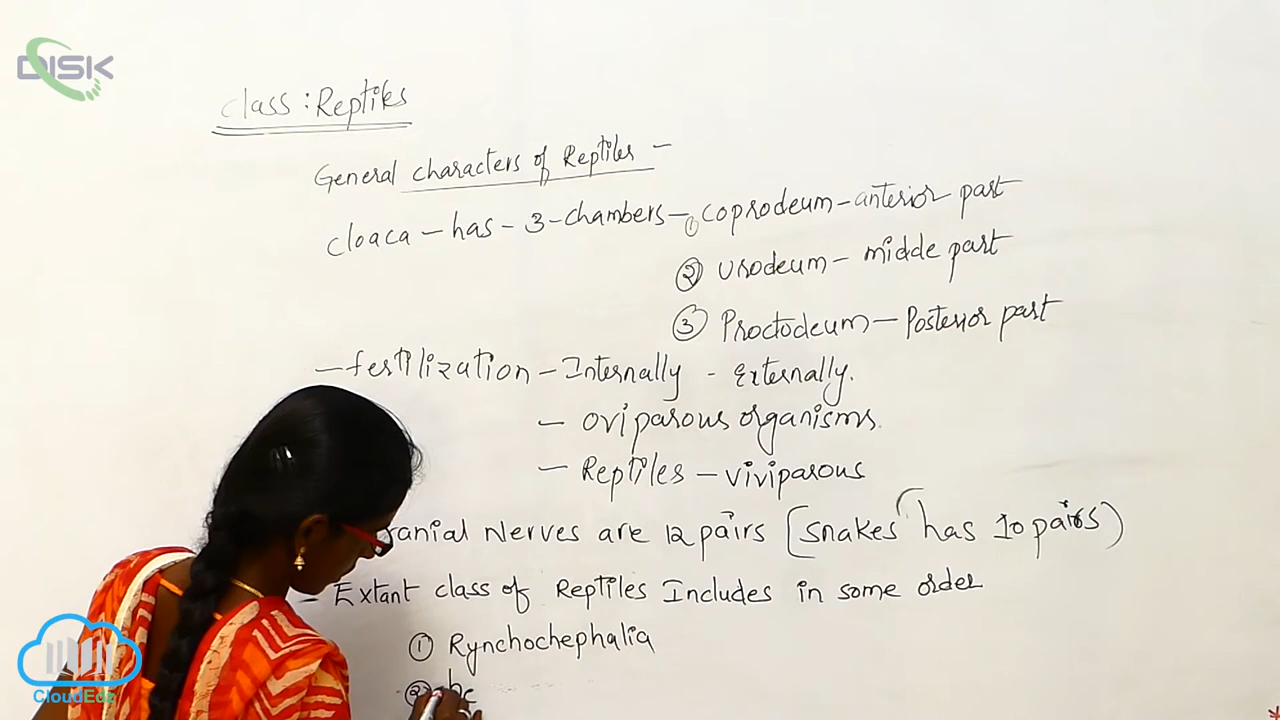 DISK
class : Reptiles
General characters of Reptiles -
cloaca - has - 3 - chambers - ① coprodeum - anterior part
② Urodeum - midde part
③ Proctodeum - Posterior part
- fertilization - Internally - Externally.
- oviparous organisms.
- Reptiles - viviparous
ranial Nerves are 12 pairs [snakes has 10 pairs)
- Extant class of Reptiles Includes in some order
① Rynchochephalia
②
CloudEdz